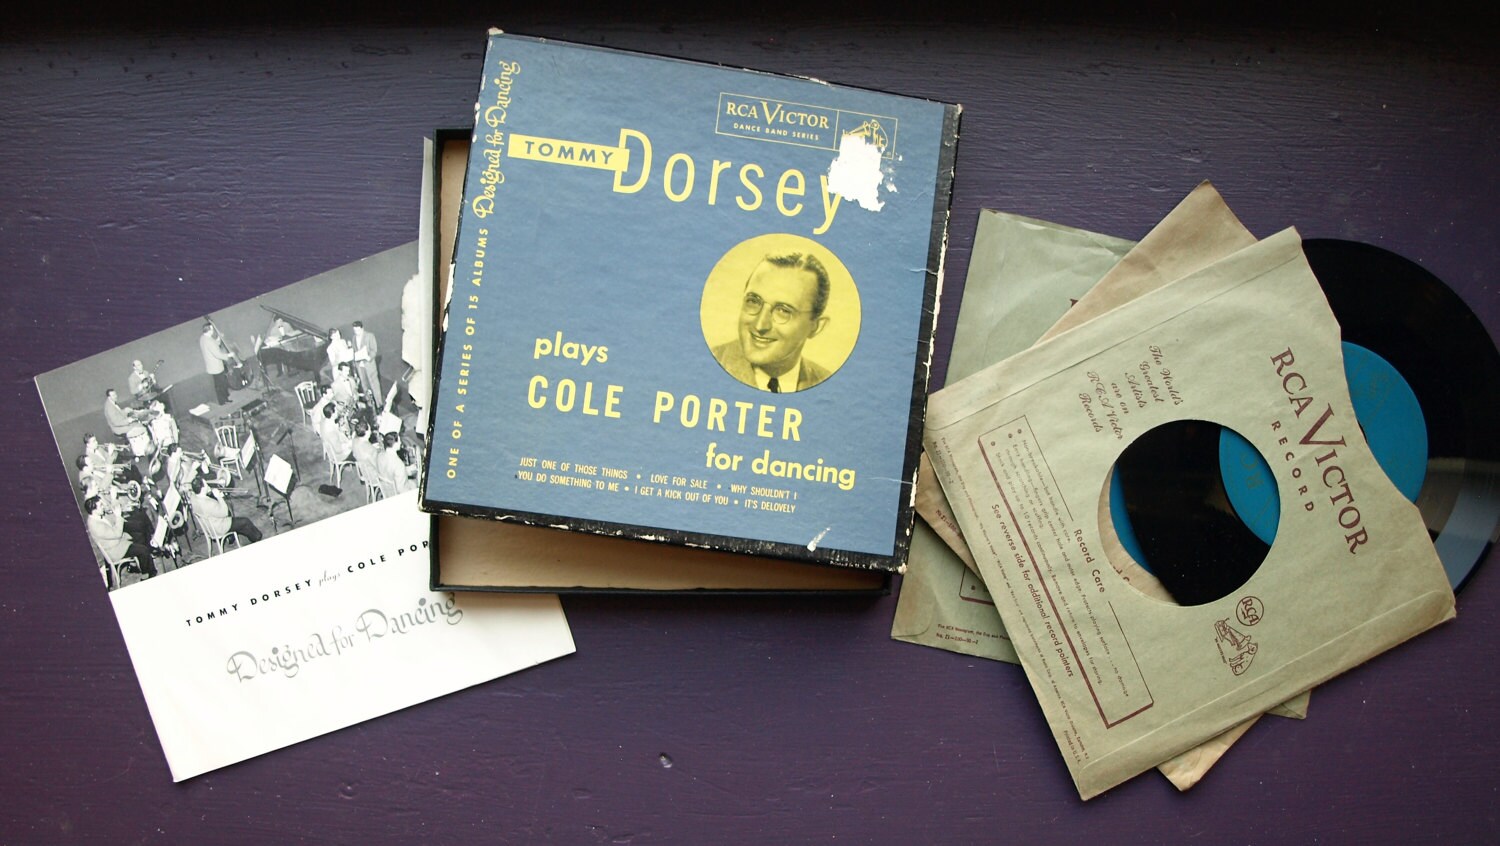 RCA VICTOR
DANCE BAND SERIES
TOMMY
Dorsey
plays
COLE PORTER
for dancing
JUST ONE OF THOSE THINGS • LOVE FOR SALE • WHY SHOULDN'T I
YOU DO SOMETHING TO ME • I GET A KICK OUT OF YOU • IT'S DELOVELY
ONE OF A SERIES OF 15 ALBUMS Designed for Dancing
TOMMY DORSEY plays COLE POR
Designed for Dancing
The World's
Greatest
Artists
are on
RCA Victor
Records
RCA VICTOR
RECORD
Record Care
See reverse side for additional record pointers
RCA